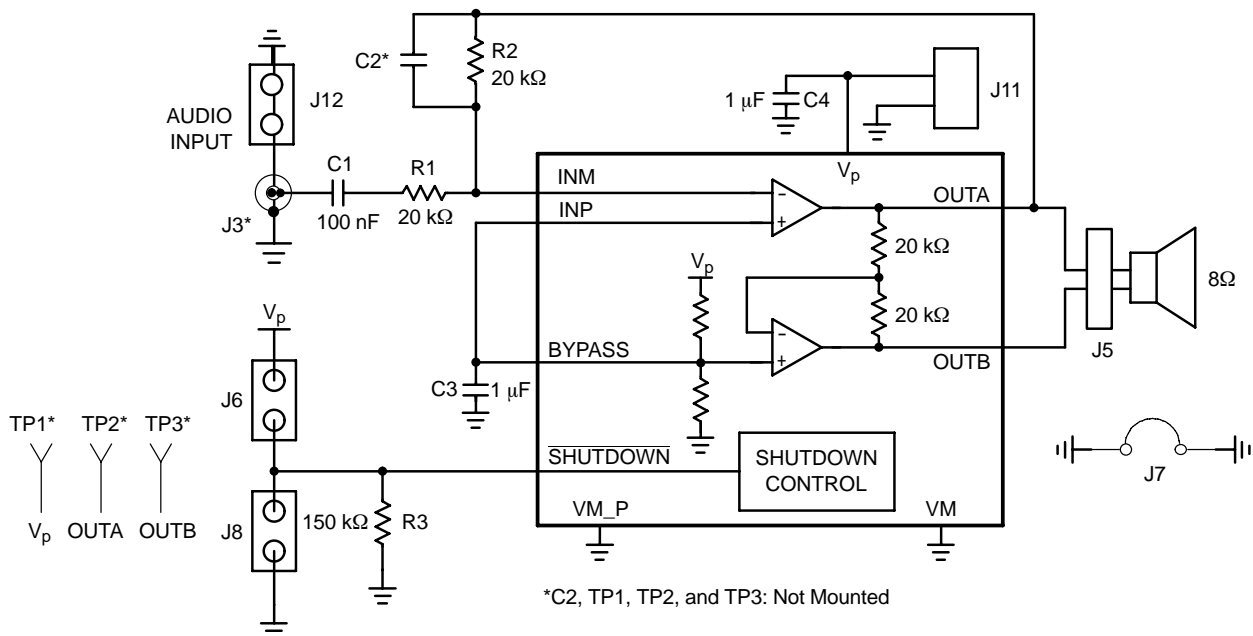 C2*
R2
20 kΩ
J12
AUDIO
INPUT
J3*
C1
100 nF
R1
20 kΩ
1 μF
C4
J11
Vp
INM
INP
OUTA
20 kΩ
20 kΩ
Vp
BYPASS
OUTB
C3
1 μF
J5
8Ω
Vp
J6
J8
TP1*
TP2*
TP3*
Vp
OUTA
OUTB
150 kΩ
R3
SHUTDOWN
SHUTDOWN
CONTROL
VM_P
VM
J7
*C2, TP1, TP2, and TP3: Not Mounted